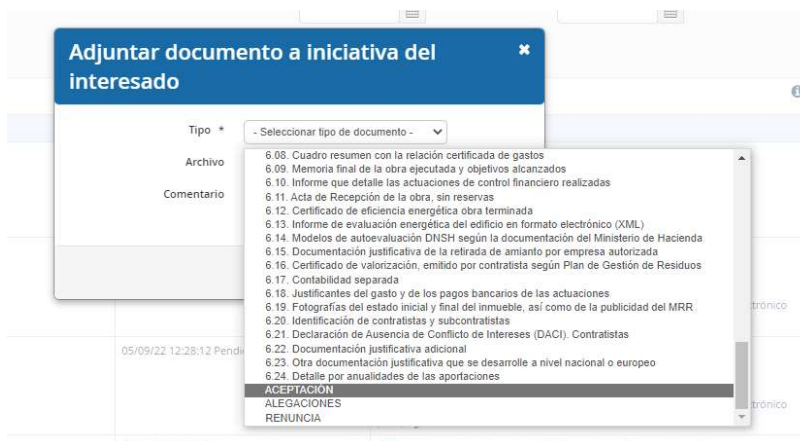 Adjuntar documento a iniciativa del
interesado
Tipo *
- Seleccionar tipo de documento -
Archivo
Comentario
6.08. Cuadro resumen con la relación certificada de gastos
6.09. Memoria final de la obra ejecutada y objetivos alcanzados
6.10. Informe que detalle las actuaciones de control financiero realizadas
6.11. Acta de Recepción de la obra, sin reservas
6.12. Certificado de eficiencia energética obra terminada
6.13. Informe de evaluación energética del edificio en formato electrónico (XML)
6.14. Modelos de autoevaluación DNSH según la documentación del Ministerio de Hacienda
6.15. Documentación justificativa de la retirada de amianto por empresa autorizada
6.16. Certificado de valorización, emitido por contratista según Plan de Gestión de Residuos
6.17. Contabilidad separada
6.18. Justificantes del gasto y de los pagos bancarios de las actuaciones
6.19. Fotografías del estado inicial y final del inmueble, así como de la publicidad del MRR
6.20. Identificación de contratistas y subcontratistas
6.21. Declaración de Ausencia de Conflicto de Intereses (DACI). Contratistas
6.22. Documentación justificativa adicional
6.23. Otra documentación justificativa que se desarrolle a nivel nacional o europeo
6.24. Detalle por anualidades de las aportaciones
ACEPTACIÓN
ALEGACIONES
RENUNCIA
trónico
05/09/22 12:28:12 Pendi
trónico